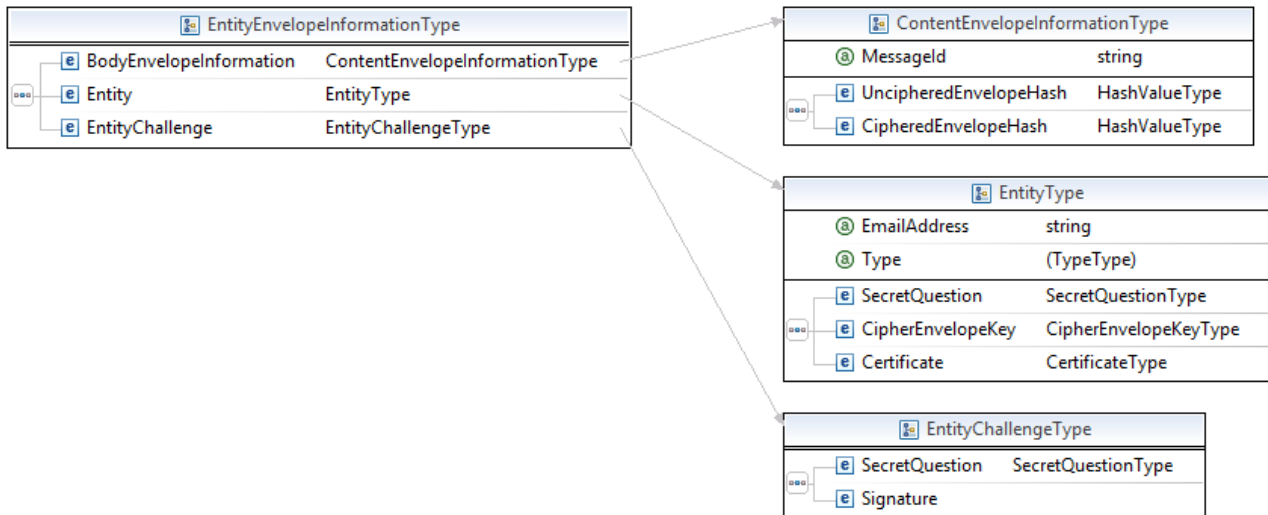 EntityEnvelopeInformationType
e BodyEnvelopeInformation ContentEnvelopeInformationType
e Entity EntityType
e EntityChallenge EntityChallengeType
ContentEnvelopeInformationType
a MessageId string
e UncipheredEnvelopeHash HashValueType
e CipheredEnvelopeHash HashValueType
EntityType
a EmailAddress string
a Type (TypeType)
e SecretQuestion SecretQuestionType
e CipherEnvelopeKey CipherEnvelopeKeyType
e Certificate CertificateType
EntityChallengeType
e SecretQuestion SecretQuestionType
e Signature